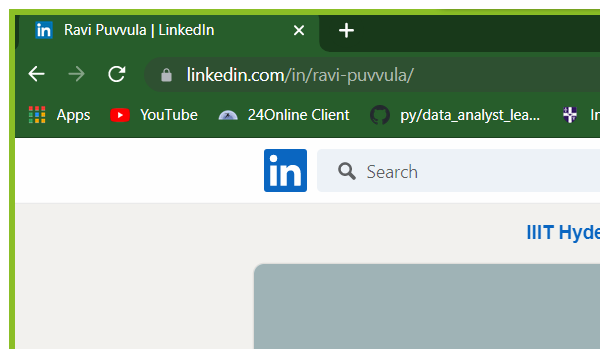 in Ravi Puvvula | LinkedIn
linkedin.com/in/ravi-puvvula/
Apps YouTube 24Online Client py/data_analyst_lea...
in Search
IIIT Hyde